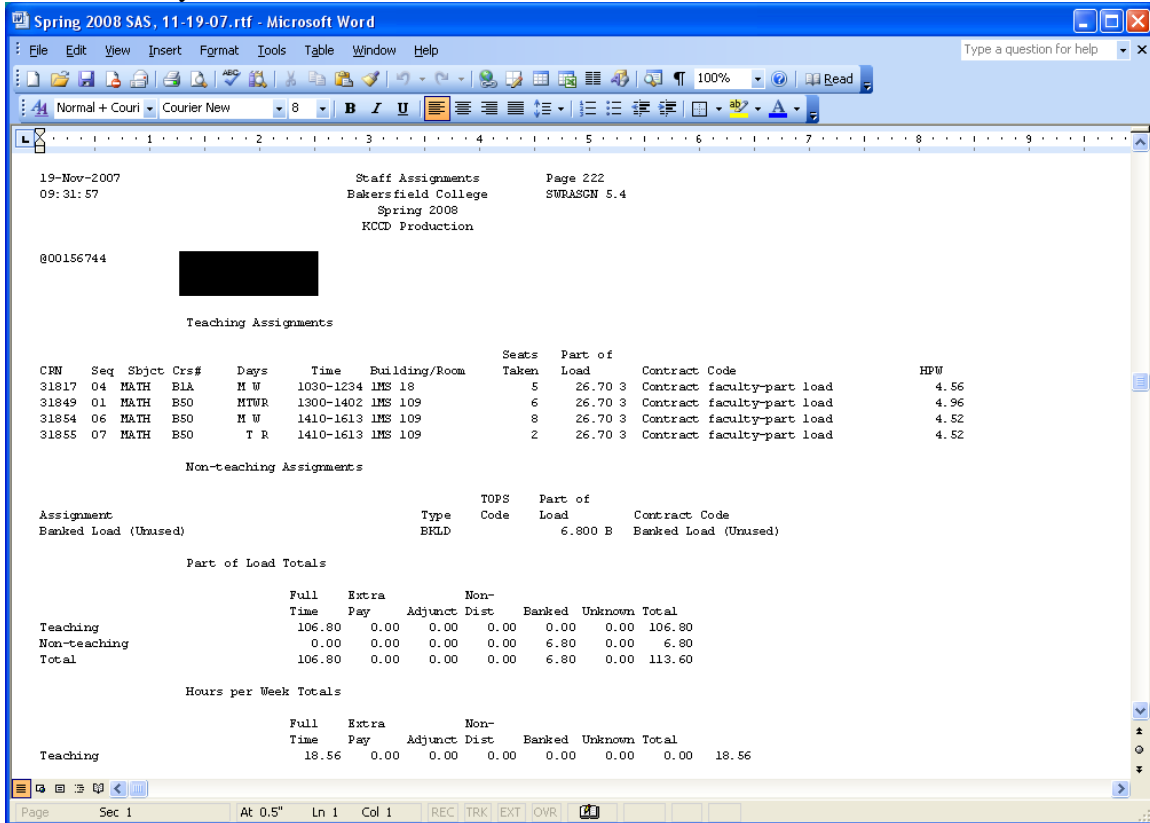 Spring 2008 SAS, 11-19-07.rtf - Microsoft Word
File Edit View Insert Format Tools Table Window Help Type a question for help
100% Read
Normal + Couri Courier New 8 B I U
1 2 3 4 5 6 7 8 9
19-Nov-2007 Staff Assignments Page 222
09:31:57 Bakersfield College SWRASGN 5.4
Spring 2008
KCCD Production
@00156744
Teaching Assignments
Seats Part of
CRN Seq Sbjct Crs# Days Time Building/Room Taken Load Contract Code HPW
31817 04 MATH B1A M W 1030-1234 1MS 18 5 26.70 3 Contract faculty-part load 4.56
31849 01 MATH B50 MTWR 1300-1402 1MS 109 6 26.70 3 Contract faculty-part load 4.96
31854 06 MATH B50 M W 1410-1613 1MS 109 8 26.70 3 Contract faculty-part load 4.52
31855 07 MATH B50 T R 1410-1613 1MS 109 2 26.70 3 Contract faculty-part load 4.52
Non-teaching Assignments
TOPS Part of
Assignment Type Code Load Contract Code
Banked Load (Unused) BKLD 6.800 B Banked Load (Unused)
Part of Load Totals
Full Extra Non-
Time Pay Adjunct Dist Banked Unknown Total
Teaching 106.80 0.00 0.00 0.00 0.00 0.00 106.80
Non-teaching 0.00 0.00 0.00 0.00 6.80 0.00 6.80
Total 106.80 0.00 0.00 0.00 6.80 0.00 113.60
Hours per Week Totals
Full Extra Non-
Time Pay Adjunct Dist Banked Unknown Total
Teaching 18.56 0.00 0.00 0.00 0.00 0.00 0.00 18.56
Page Sec 1 At 0.5" Ln 1 Col 1 REC TRK EXT OVR